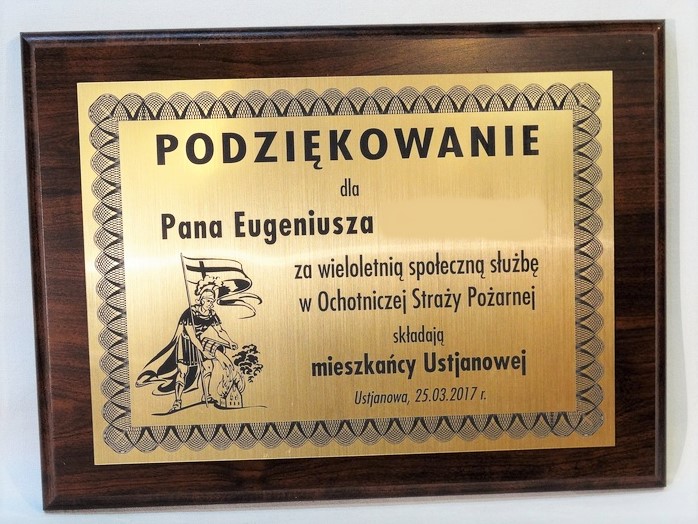 PODZIĘKOWANIE
dla
Pana Eugeniusza
za wieloletnią społeczną służbę
w Ochotniczej Straży Pożarnej
składają
mieszkańcy Ustjanowej
Ustjanowa, 25.03.2017 r.